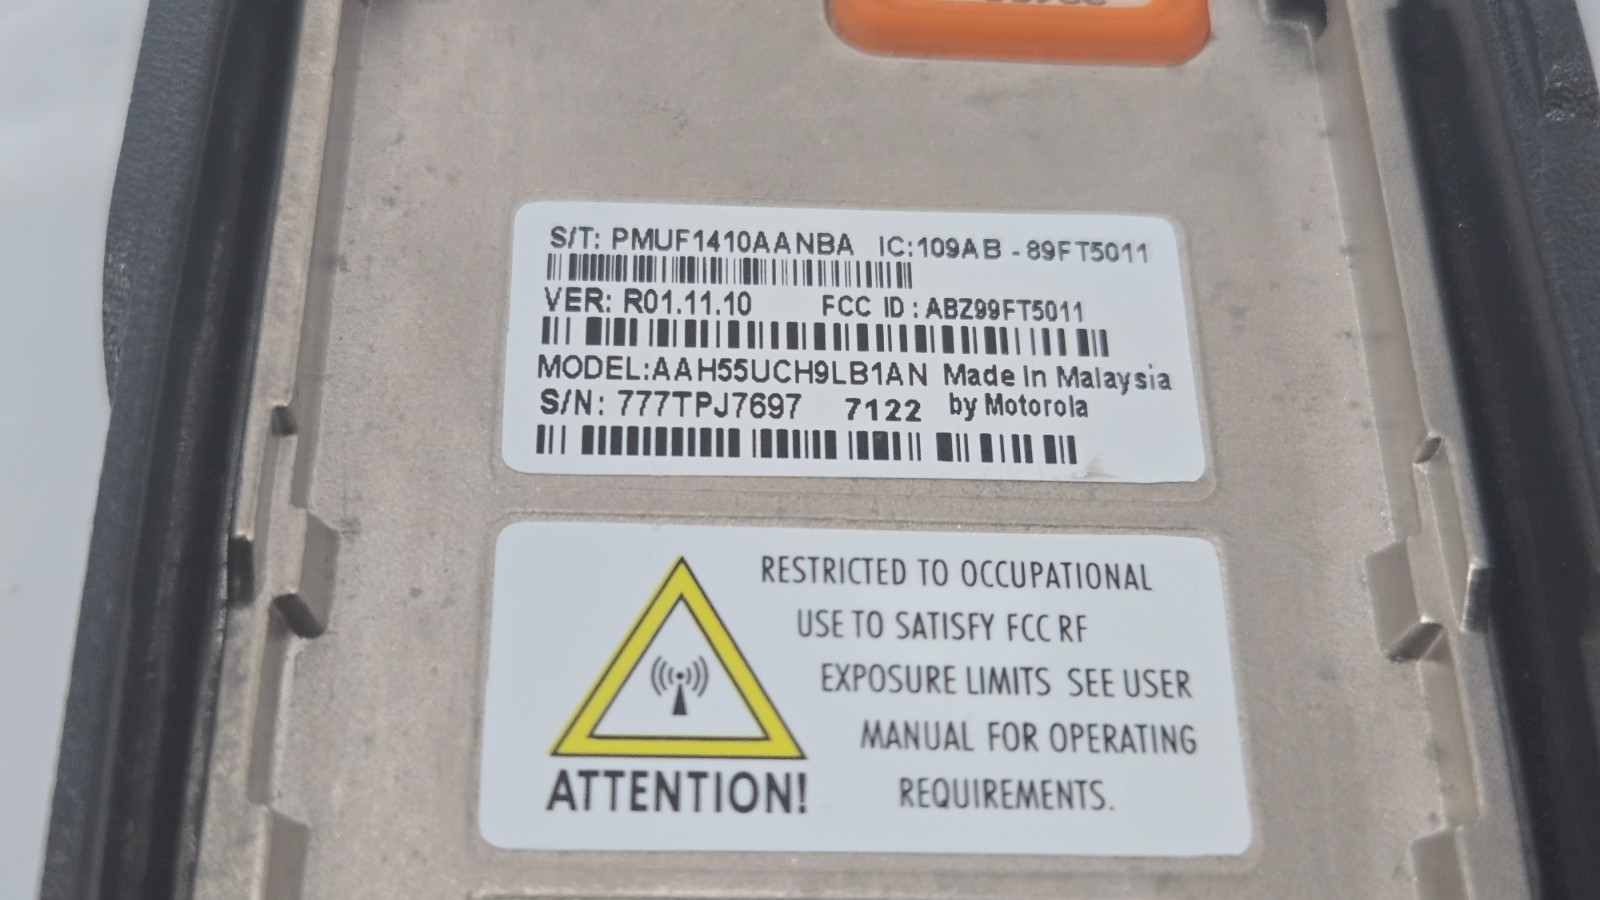 S/T: PMUF1410AANBA IC:109AB - 89FT5011
VER: R01.11.10 FCC ID : ABZ99FT5011
MODEL:AAH55UCH9LB1AN Made In Malaysia
S/N: 777TPJ7697 7122 by Motorola
RESTRICTED TO OCCUPATIONAL
USE TO SATISFY FCC RF
EXPOSURE LIMITS SEE USER
MANUAL FOR OPERATING
REQUIREMENTS.
ATTENTION!